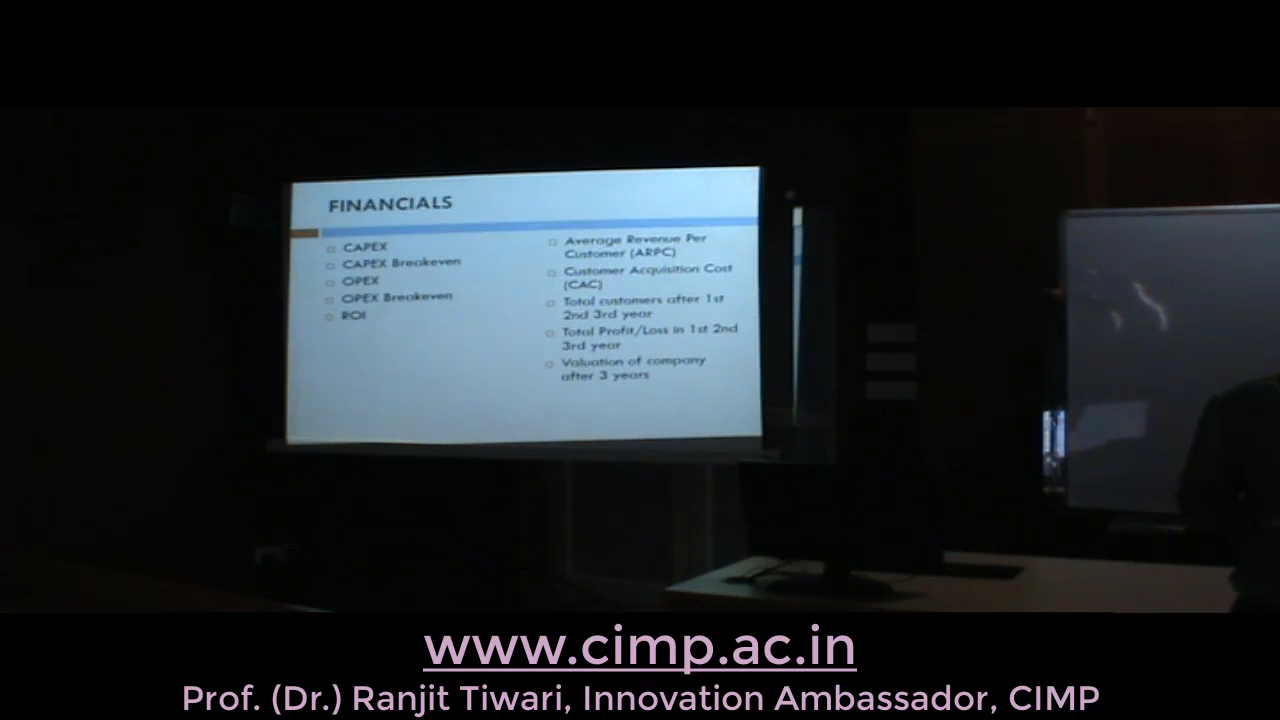 FINANCIALS
CAPEX
CAPEX Breakeven
OPEX
OPEX Breakeven
ROI
Average Revenue Per
Customer (ARPC)
Customer Acquisition Cost
(CAC)
Total customers after 1st
2nd 3rd year
Total Profit/Loss in 1st 2nd
3rd year
Valuation of company
after 3 years
www.cimp.ac.in
Prof. (Dr.) Ranjit Tiwari, Innovation Ambassador, CIMP